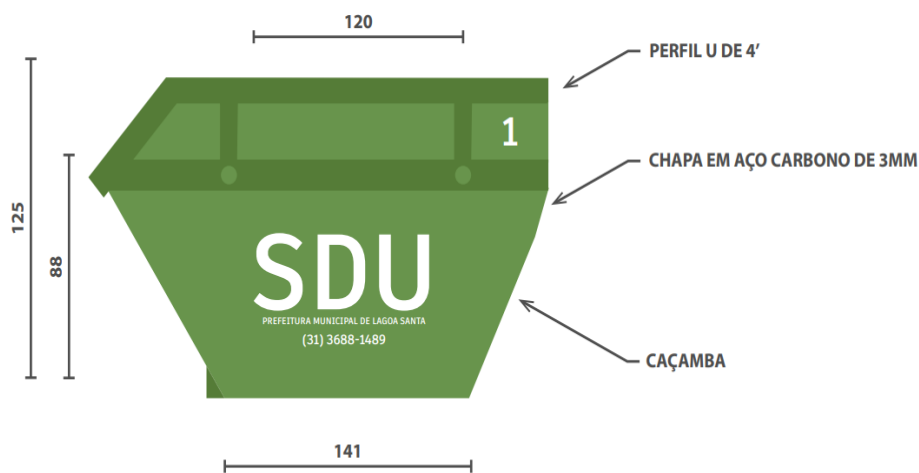 120
PERFIL U DE 4’
1
CHAPA EM AÇO CARBONO DE 3MM
125
88
SDU
PREFEITURA MUNICIPAL DE LAGOA SANTA
(31) 3688-1489
CAÇAMBA
141